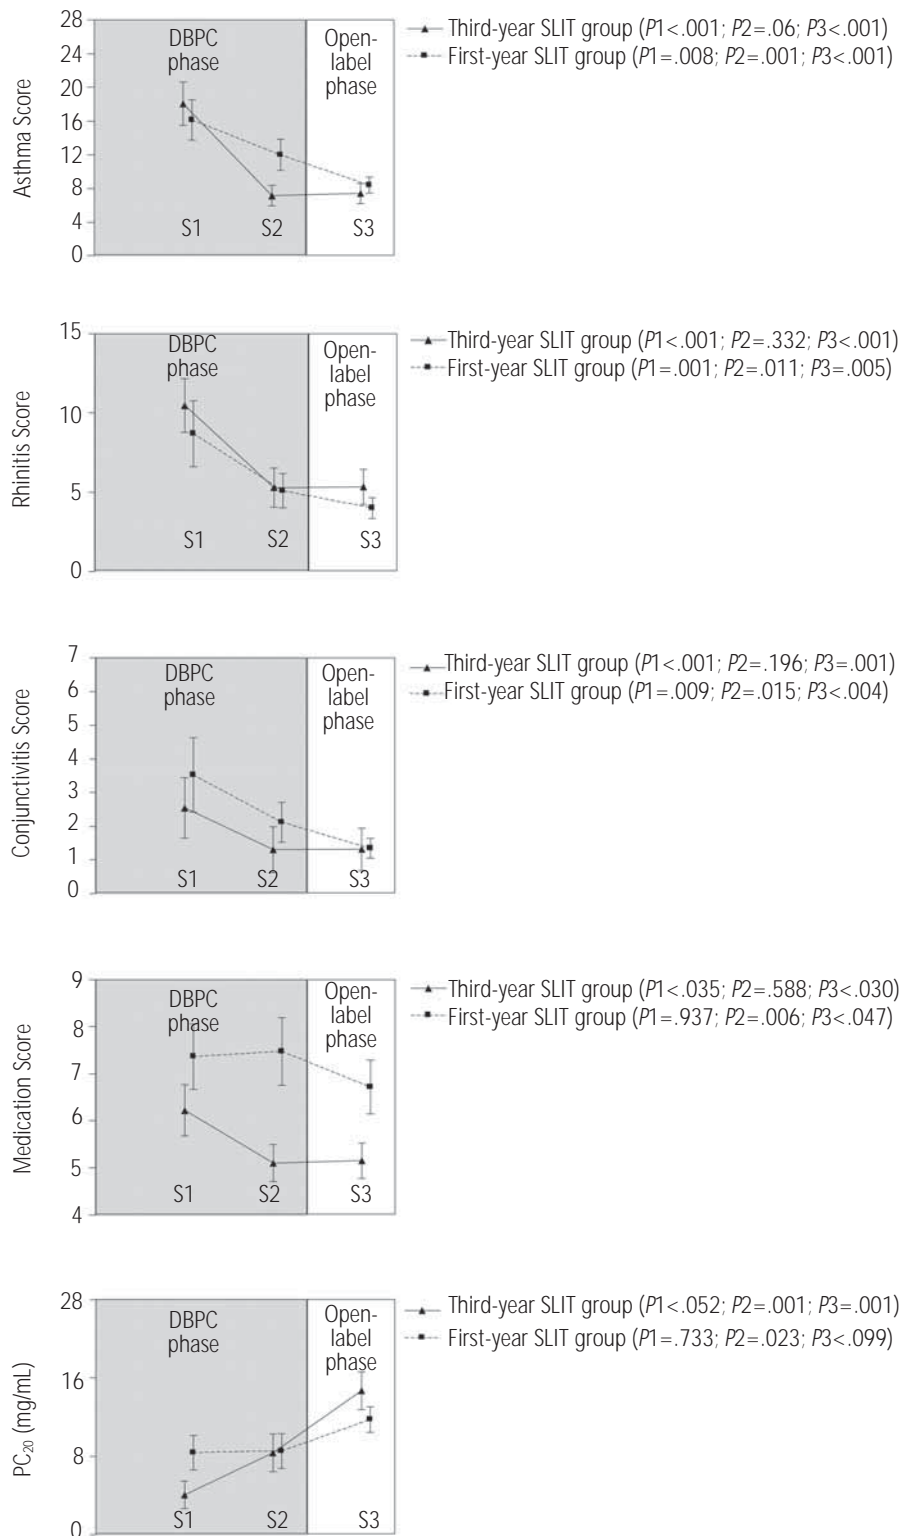 28
24
20
16
12
8
4
0
Asthma Score
DBPC
phase
Open-
label
phase
S1
S2
S3
Third-year SLIT group (P1<.001; P2=.06; P3<.001)
First-year SLIT group (P1=.008; P2=.001; P3<.001)
15
10
5
0
Rhinitis Score
DBPC
phase
Open-
label
phase
S1
S2
S3
Third-year SLIT group (P1<.001; P2=.332; P3<.001)
First-year SLIT group (P1=.001; P2=.011; P3=.005)
7
6
5
4
3
2
1
0
Conjunctivitis Score
DBPC
phase
Open-
label
phase
S1
S2
S3
Third-year SLIT group (P1<.001; P2=.196; P3=.001)
First-year SLIT group (P1=.009; P2=.015; P3<.004)
9
8
7
6
5
4
Medication Score
DBPC
phase
Open-
label
phase
S1
S2
S3
Third-year SLIT group (P1<.035; P2=.588; P3<.030)
First-year SLIT group (P1=.937; P2=.006; P3<.047)
28
16
8
0
PC20 (mg/mL)
DBPC
phase
Open-
label
phase
S1
S2
S3
Third-year SLIT group (P1<.052; P2=.001; P3=.001)
First-year SLIT group (P1=.733; P2=.023; P3<.099)